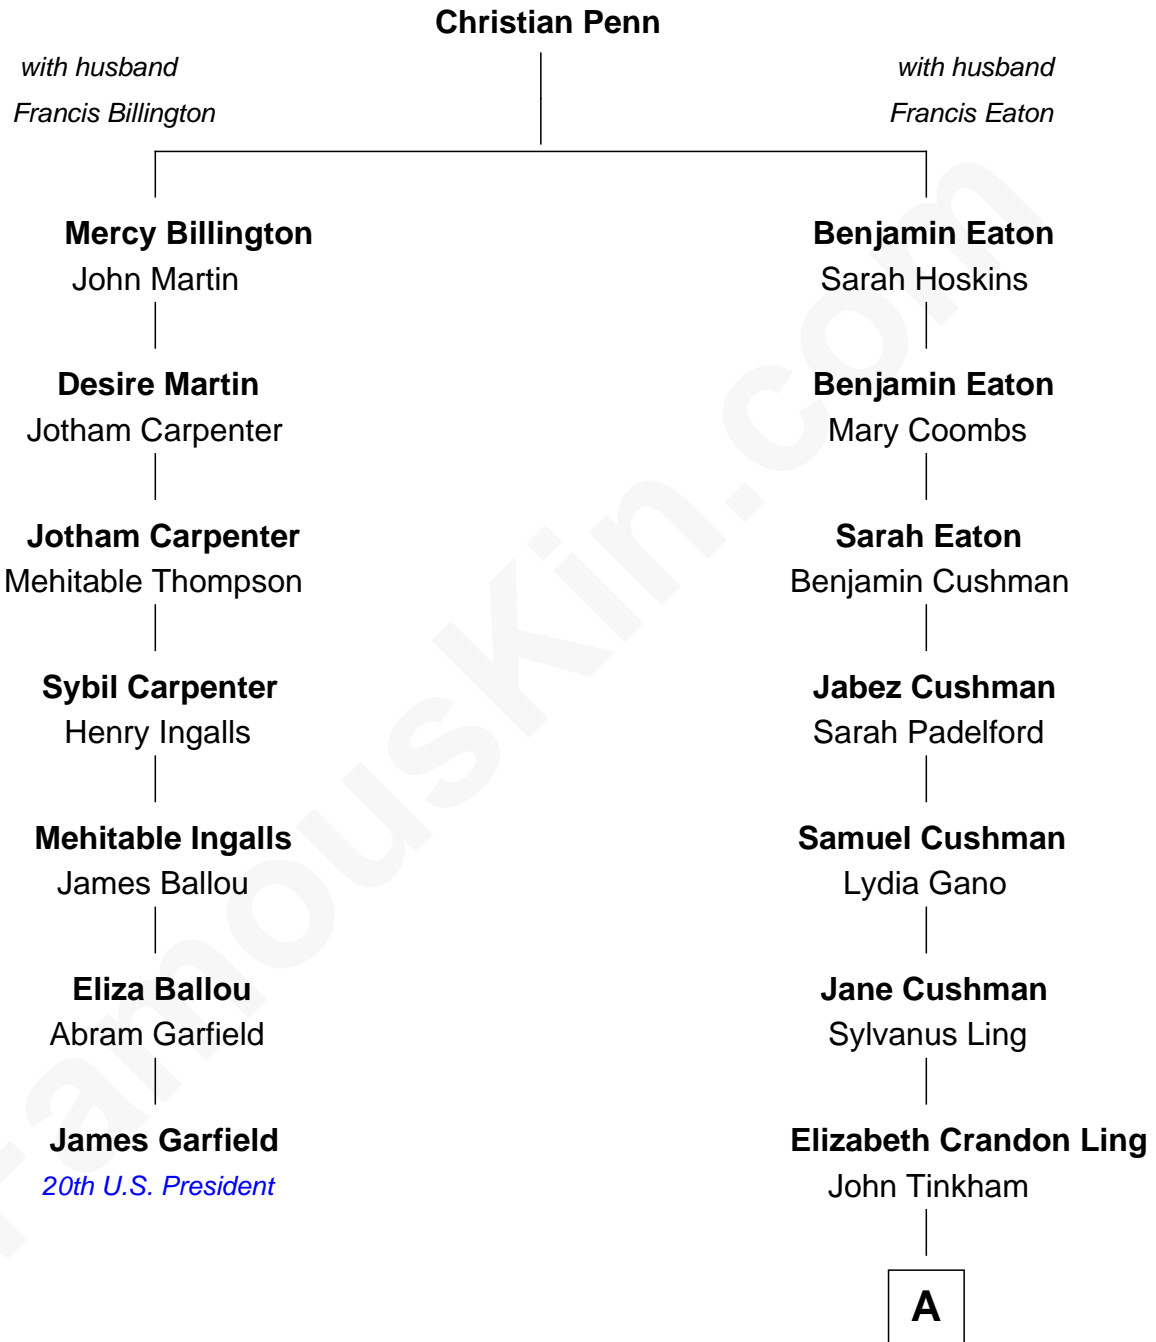 Christian Penn
with husband
Francis Billington
with husband
Francis Eaton
Mercy Billington
John Martin
Desire Martin
Jotham Carpenter
Jotham Carpenter
Mehitable Thompson
Sybil Carpenter
Henry Ingalls
Mehitable Ingalls
James Ballou
Eliza Ballou
Abram Garfield
James Garfield
20th U.S. President
Benjamin Eaton
Sarah Hoskins
Benjamin Eaton
Mary Coombs
Sarah Eaton
Benjamin Cushman
Jabez Cushman
Sarah Padelford
Samuel Cushman
Lydia Gano
Jane Cushman
Sylvanus Ling
Elizabeth Crandon Ling
John Tinkham
A
FamousKin.com